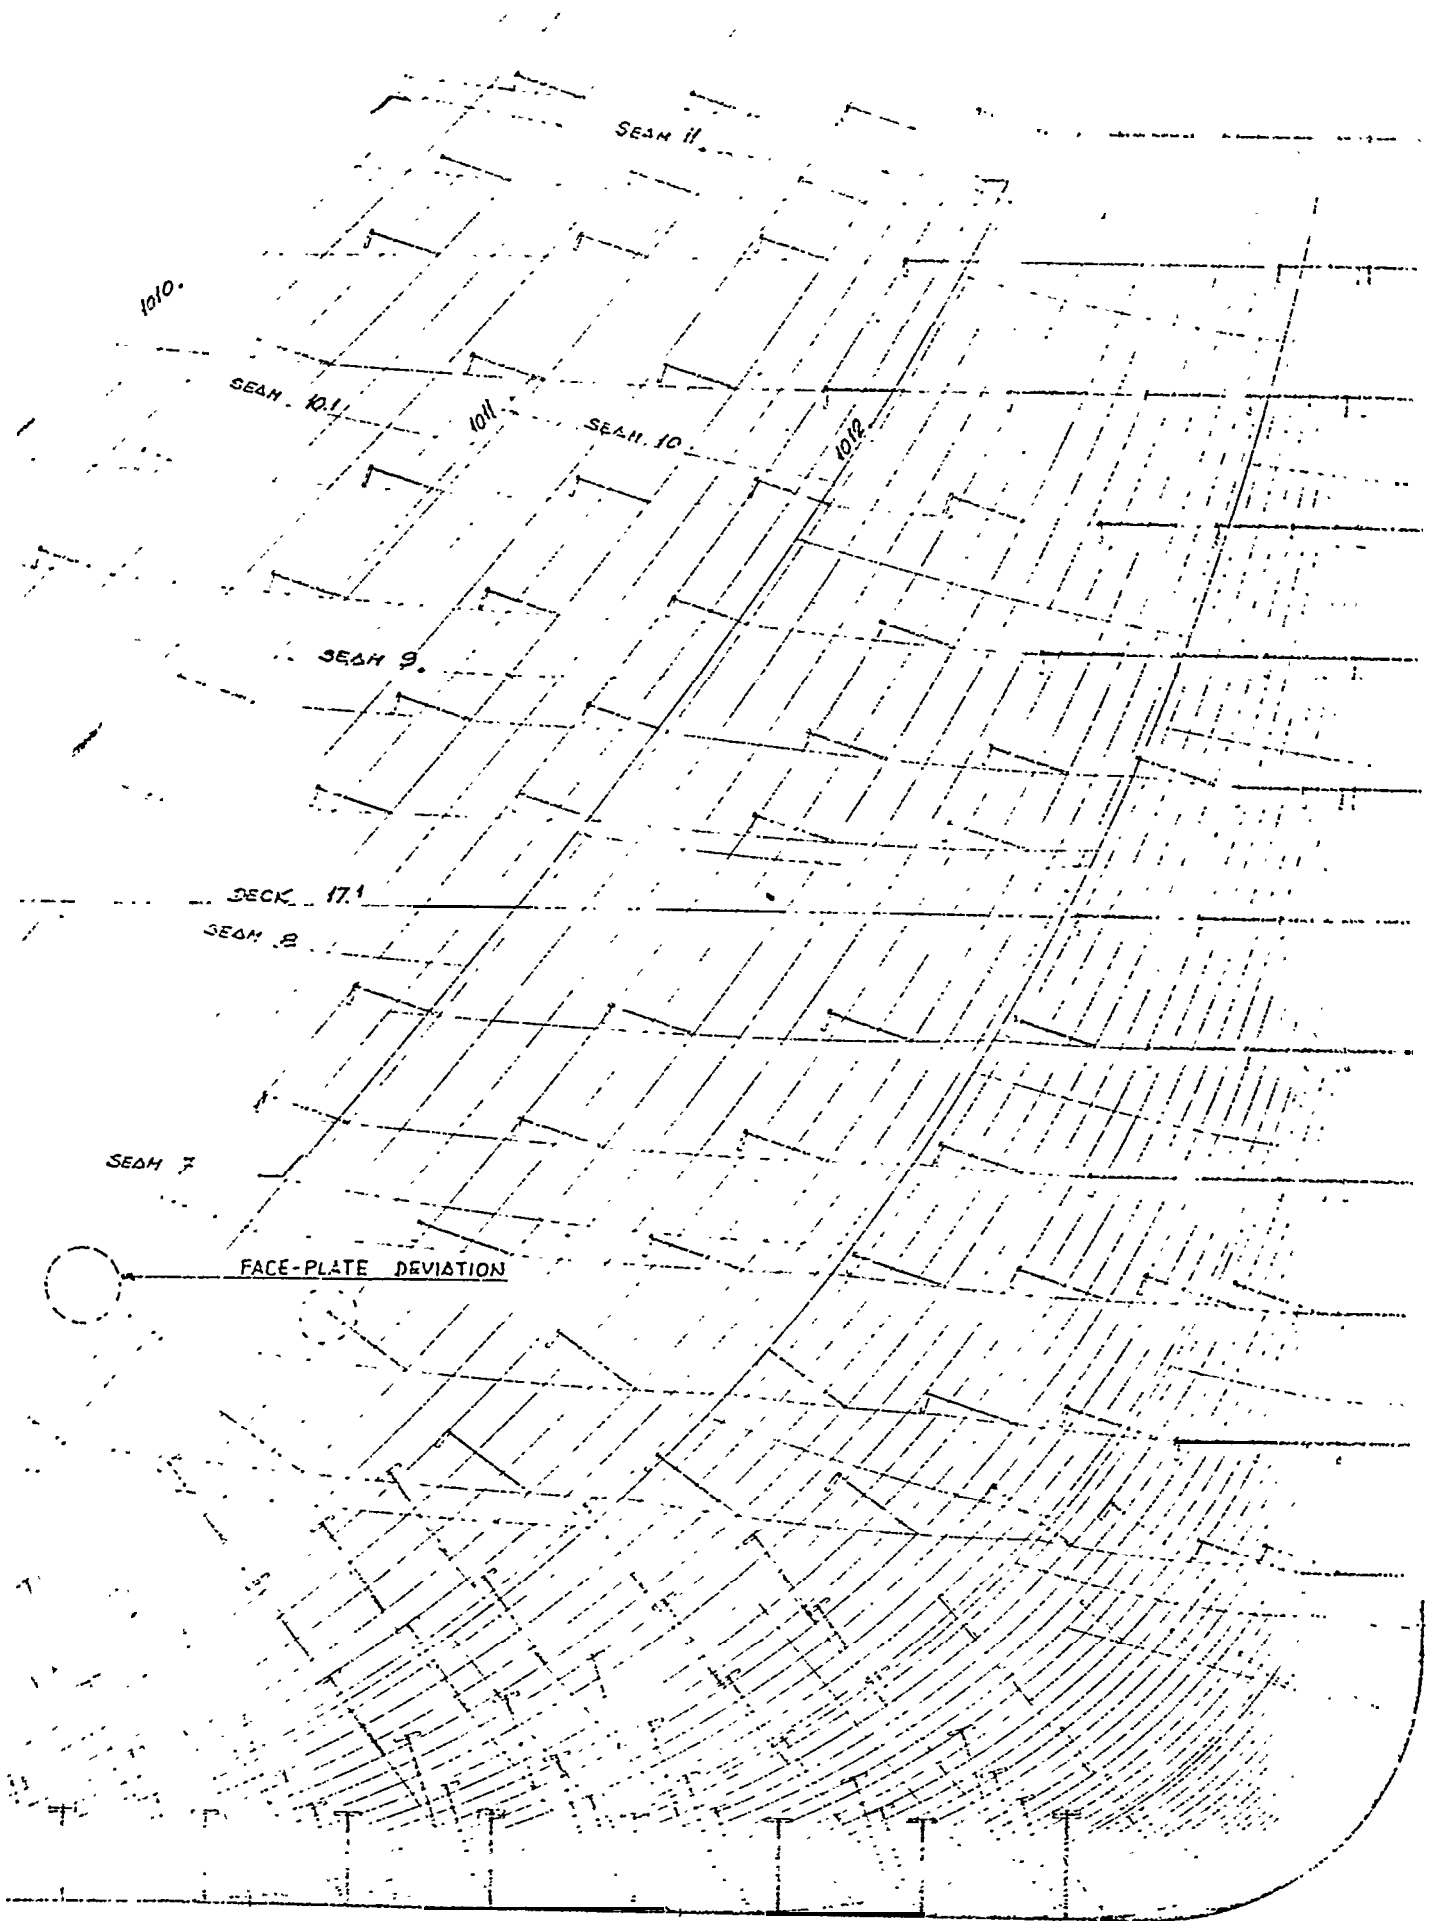 SEAM 11.
1010.
SEAM. 10.1
1011.
SEAM. 10
1012.
SEAM 9.
DECK 17.1
SEAM 8
SEAM 7
FACE-PLATE DEVIATION